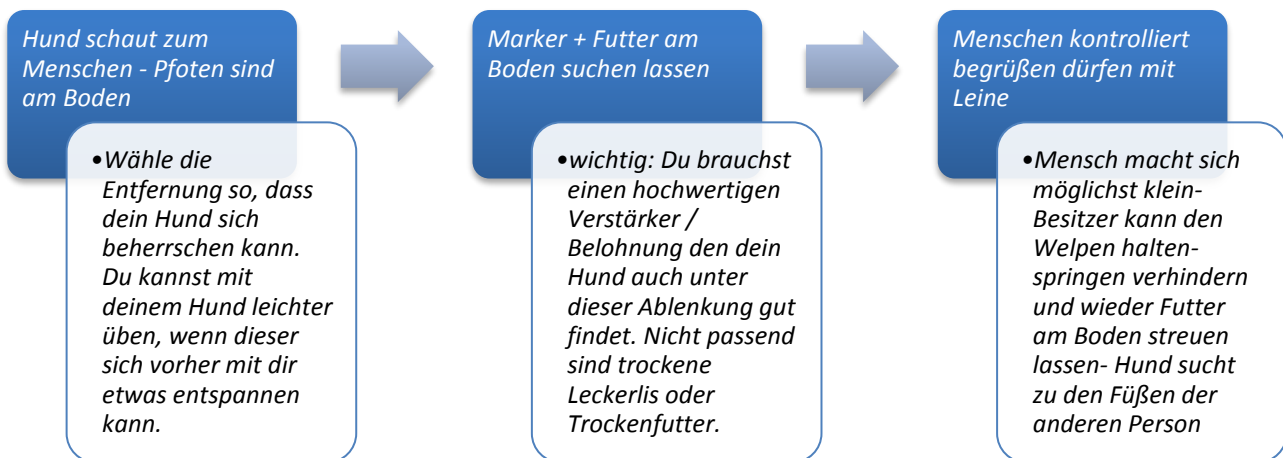 Hund schaut zum
Menschen - Pfoten sind
am Boden
•Wähle die
Entfernung so, dass
dein Hund sich
beherrschen kann.
Du kannst mit
deinem Hund leichter
üben, wenn dieser
sich vorher mit dir
etwas entspannen
kann.
Marker + Futter am
Boden suchen lassen
•wichtig: Du brauchst
einen hochwertigen
Verstärker /
Belohnung den dein
Hund auch unter
dieser Ablenkung gut
findet. Nicht passend
sind trockene
Leckerlis oder
Trockenfutter.
Menschen kontrolliert
begrüßen dürfen mit
Leine
•Mensch macht sich
möglichst klein-
Besitzer kann den
Welpen halten-
springen verhindern
und wieder Futter
am Boden streuen
lassen- Hund sucht
zu den Füßen der
anderen Person